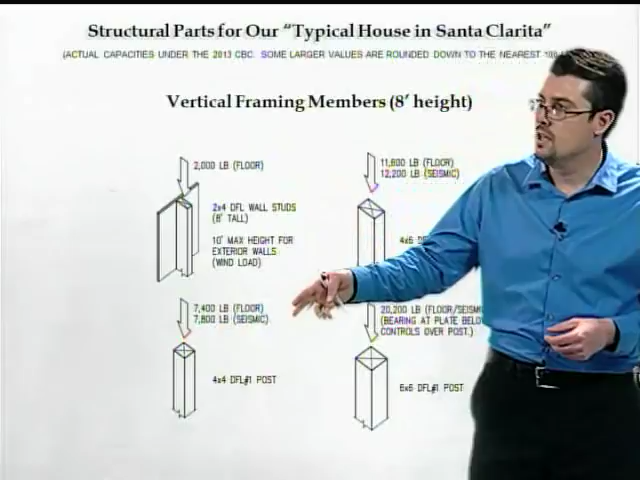 Structural Parts for Our “Typical House in Santa Clarita”
(ACTUAL CAPACITIES UNDER THE 2013 CBC. SOME LARGER VALUES ARE ROUNDED DOWN TO THE NEAREST
Vertical Framing Members (8' height)
2,000 LB (FLOOR)
2x4 DFL WALL STUDS
(8' TALL)
10' MAX HEIGHT FOR
EXTERIOR WALLS
(WIND LOAD)
11,600 LB (FLOOR)
12,200 LB (SEISMIC)
4x6
7,400 LB (FLOOR)
7,800 LB (SEISMIC)
4x4 DFL#1 POST
20,200 LB (FLOOR/SEISM
(BEARING AT PLATE BELO
CONTROLS OVER POST.)
6x6 DFL#1 POST